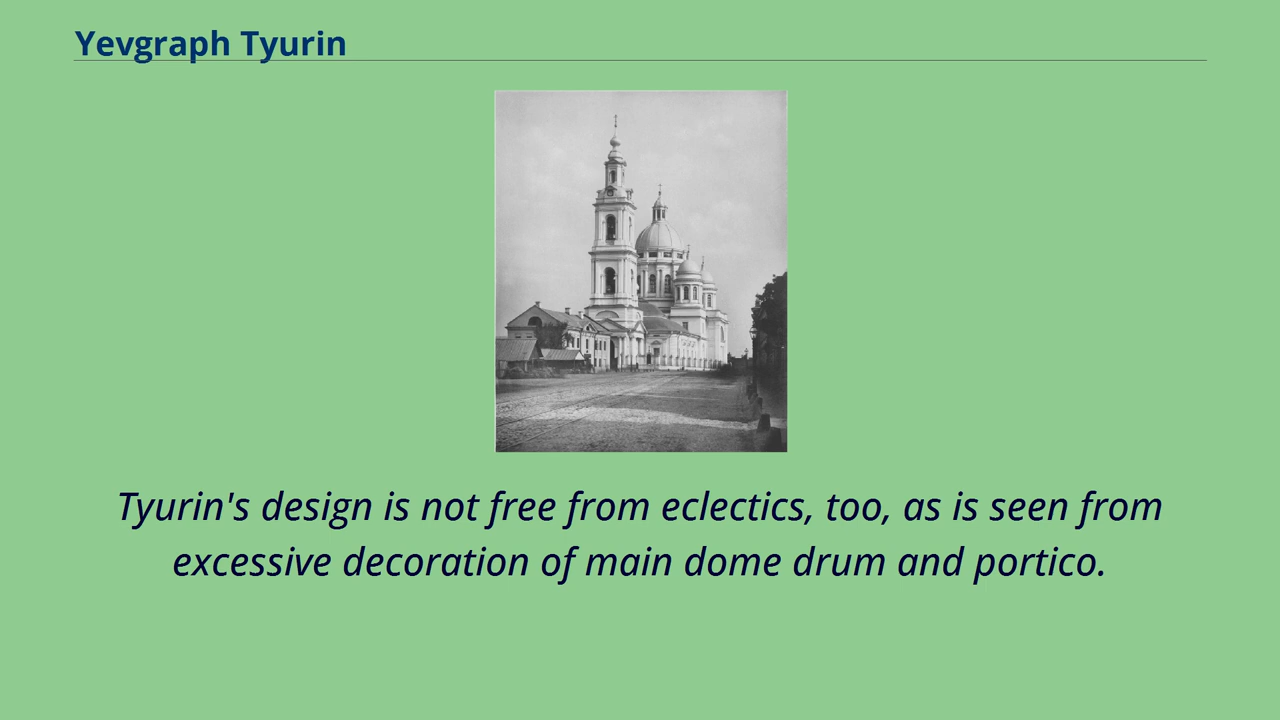 Yevgraph Tyurin
Tyurin's design is not free from eclectics, too, as is seen from
excessive decoration of main dome drum and portico.